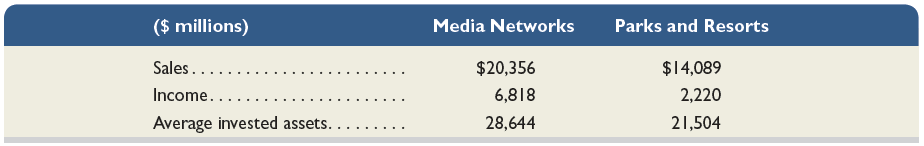 ($ millions) Media Networks Parks and Resorts
Sales . . . . . . . . . . . . . . . . . . . . . . . . $20,356 $14,089
Income . . . . . . . . . . . . . . . . . . . . . . 6,818 2,220
Average invested assets . . . . . . . . . 28,644 21,504